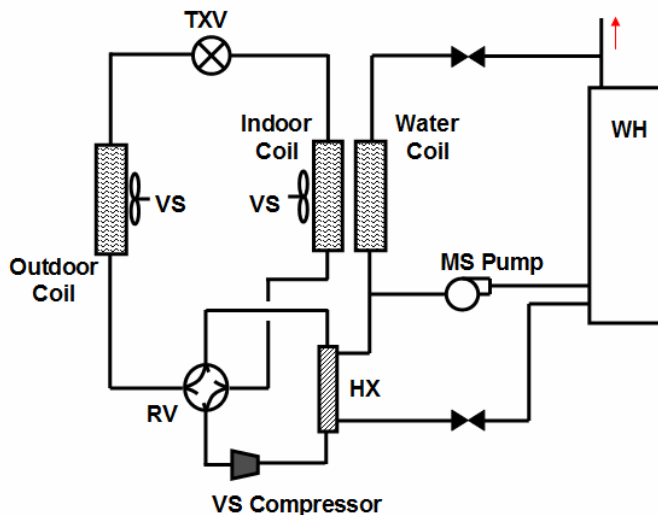 TXV
Indoor
Coil
Water
Coil
WH
VS
VS
Outdoor
Coil
MS Pump
RV
HX
VS Compressor